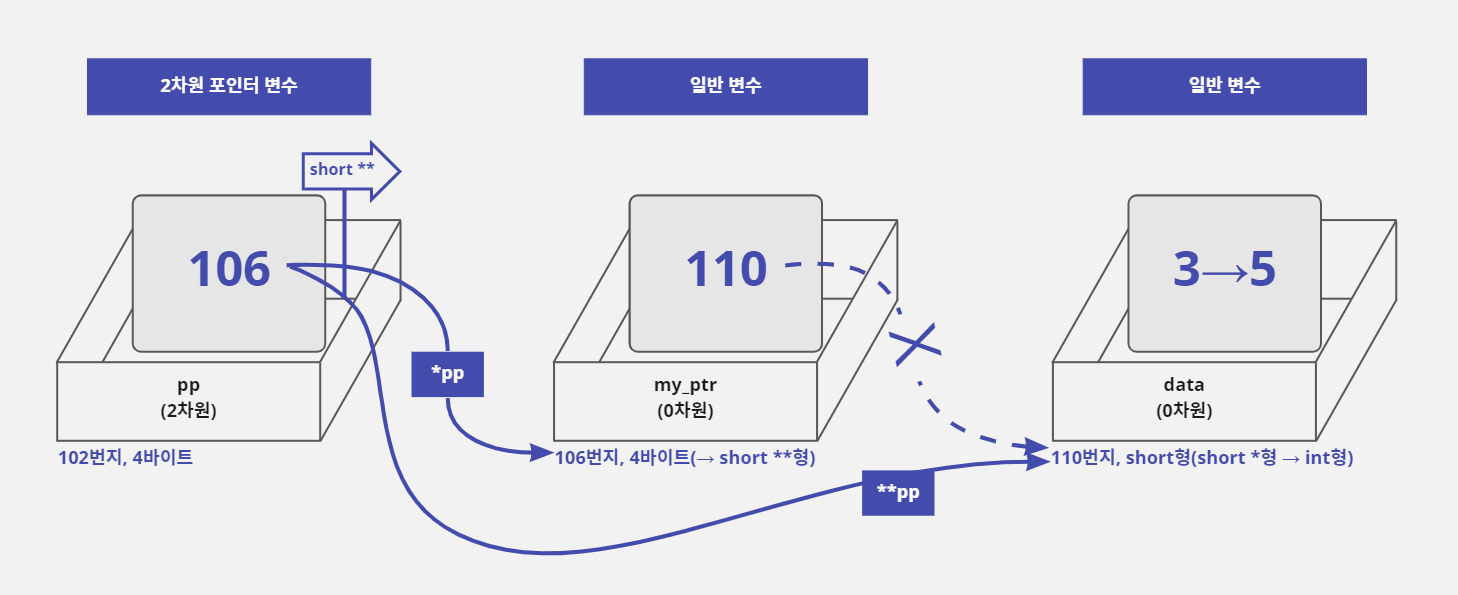 2차원 포인터 변수
일반 변수
일반 변수
short **
106
110
3→5
*pp
pp
(2차원)
my_ptr
(0차원)
data
(0차원)
102번지, 4바이트
106번지, 4바이트(→ short **형)
110번지, short형(short *형 → int형)
**pp